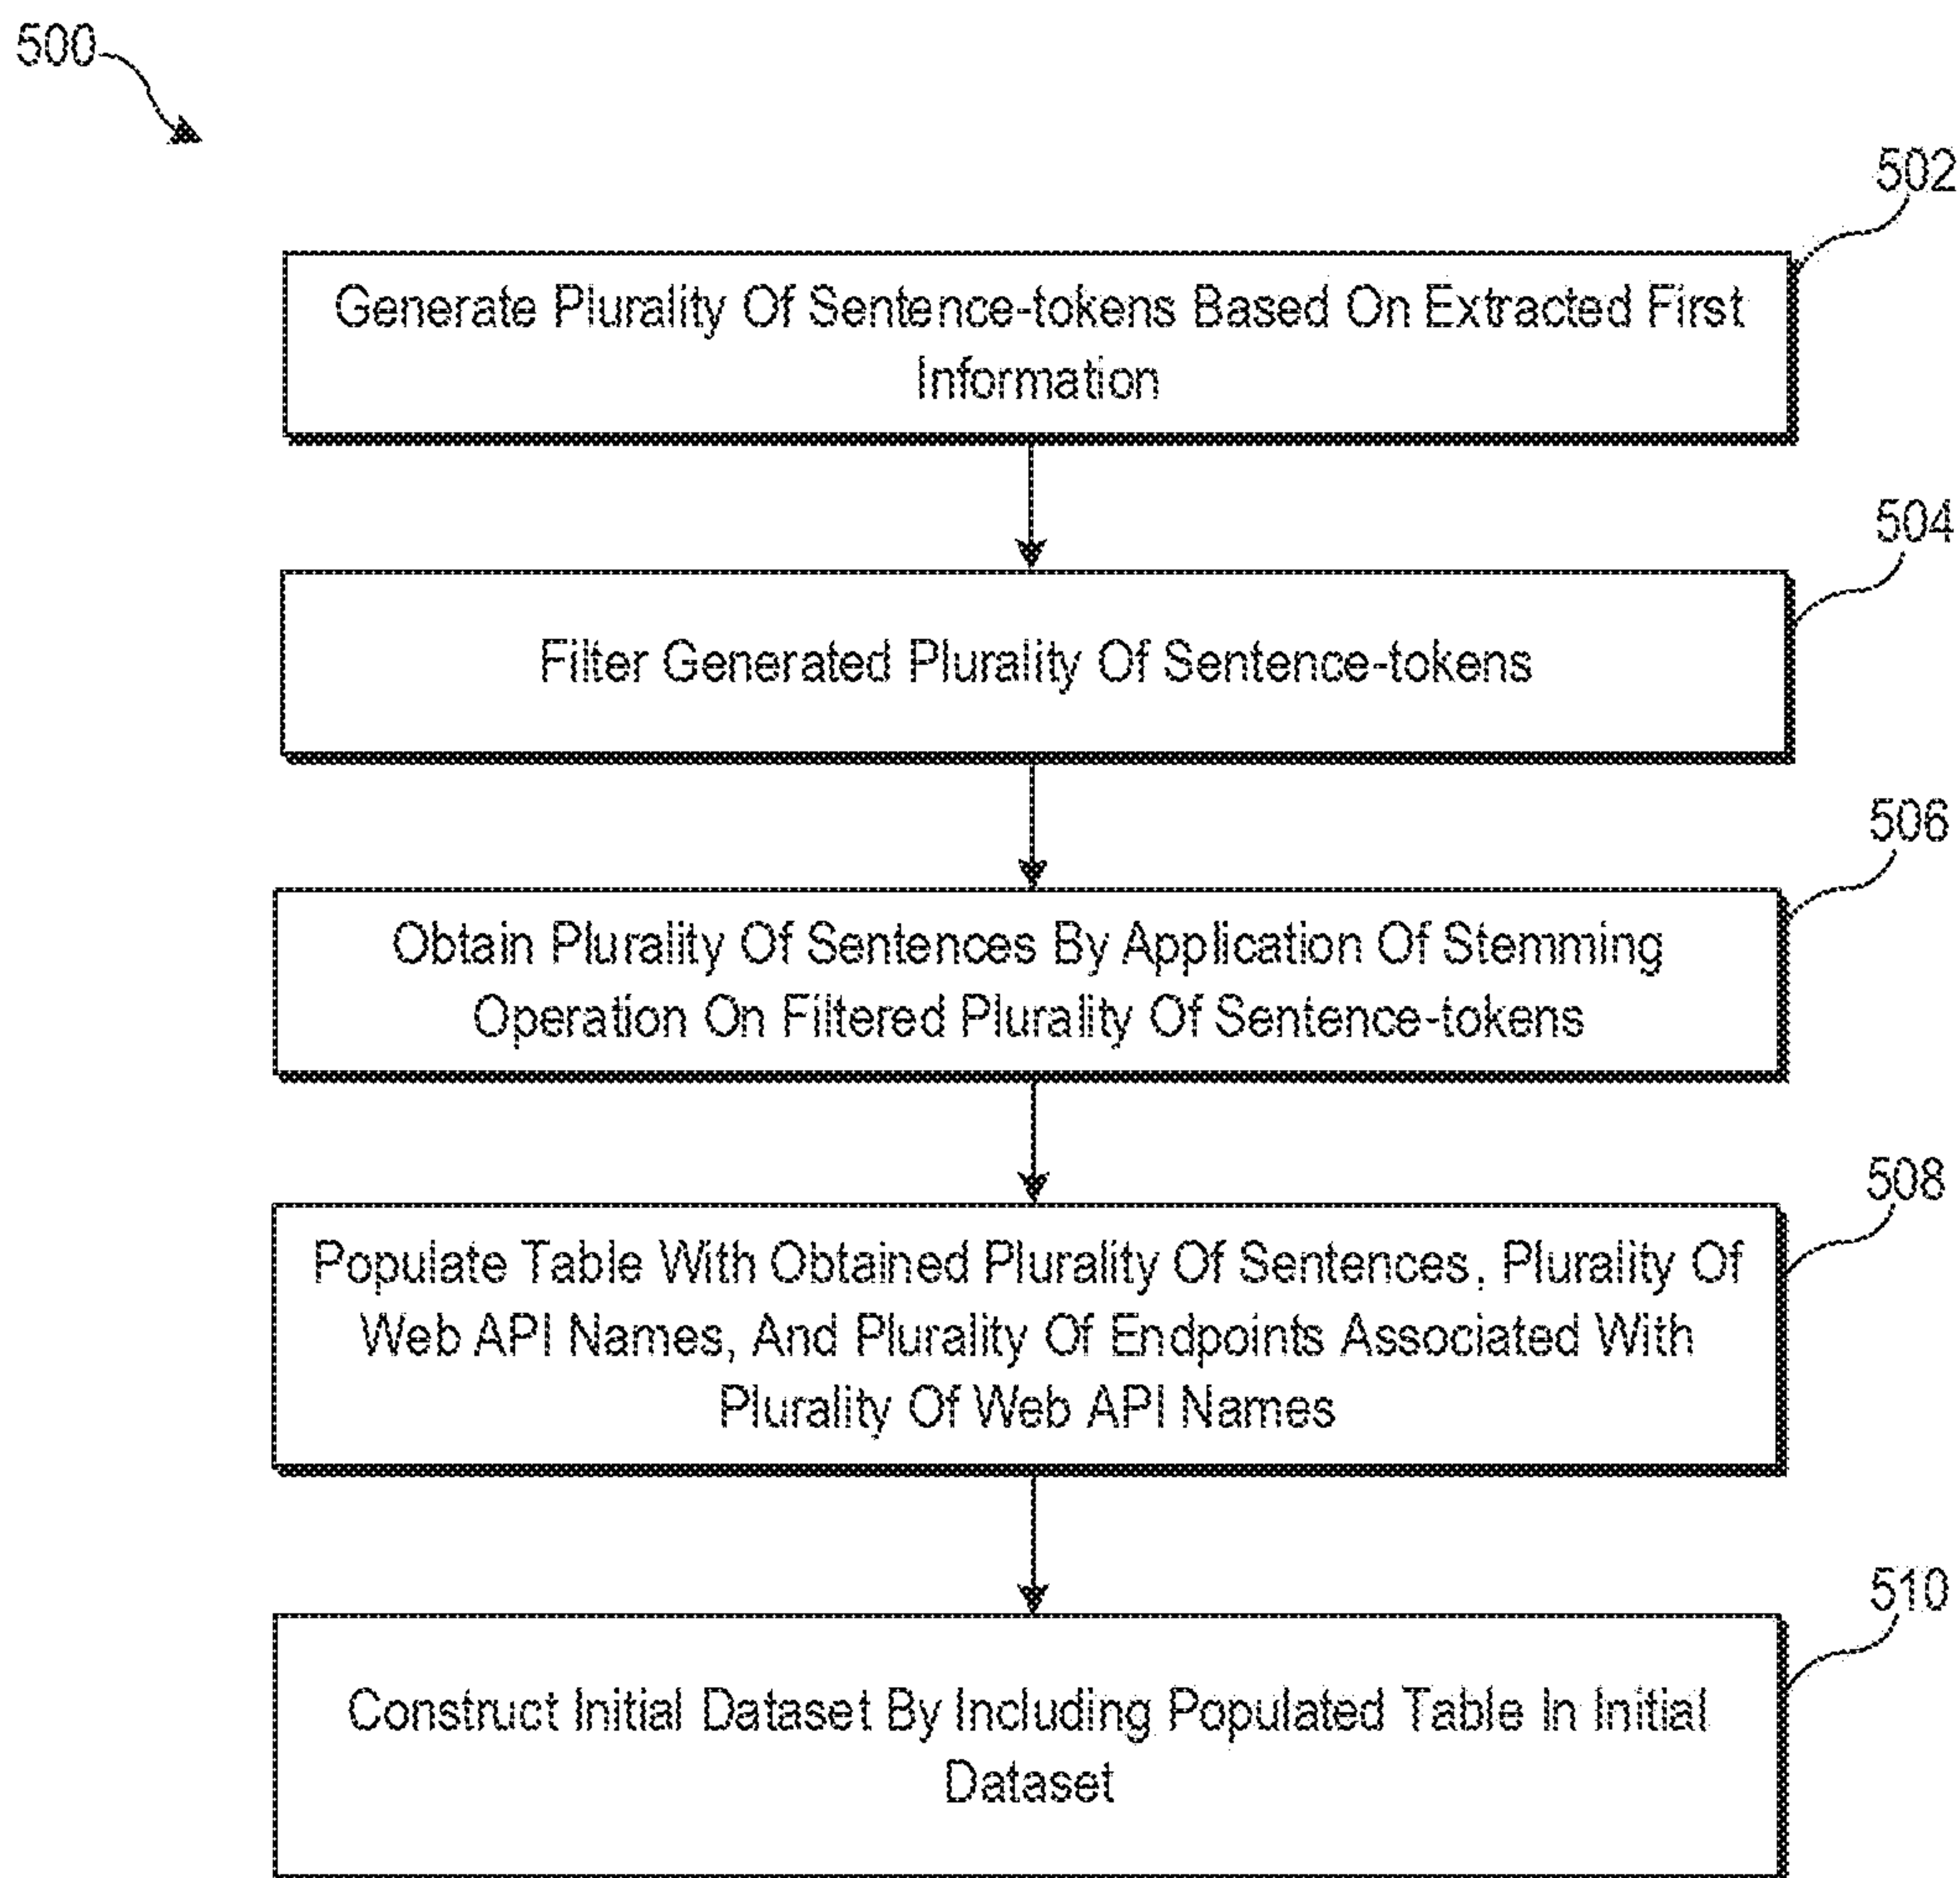 500
502
Generate Plurality Of Sentence-tokens Based On Extracted First
Information
504
Filter Generated Plurality Of Sentence-tokens
506
Obtain Plurality Of Sentences By Application Of Stemming
Operation On Filtered Plurality Of Sentence-tokens
508
Populate Table With Obtained Plurality Of Sentences, Plurality Of
Web API Names, And Plurality Of Endpoints Associated With
Plurality Of Web API Names
510
Construct Initial Dataset By Including Populated Table In Initial
Dataset